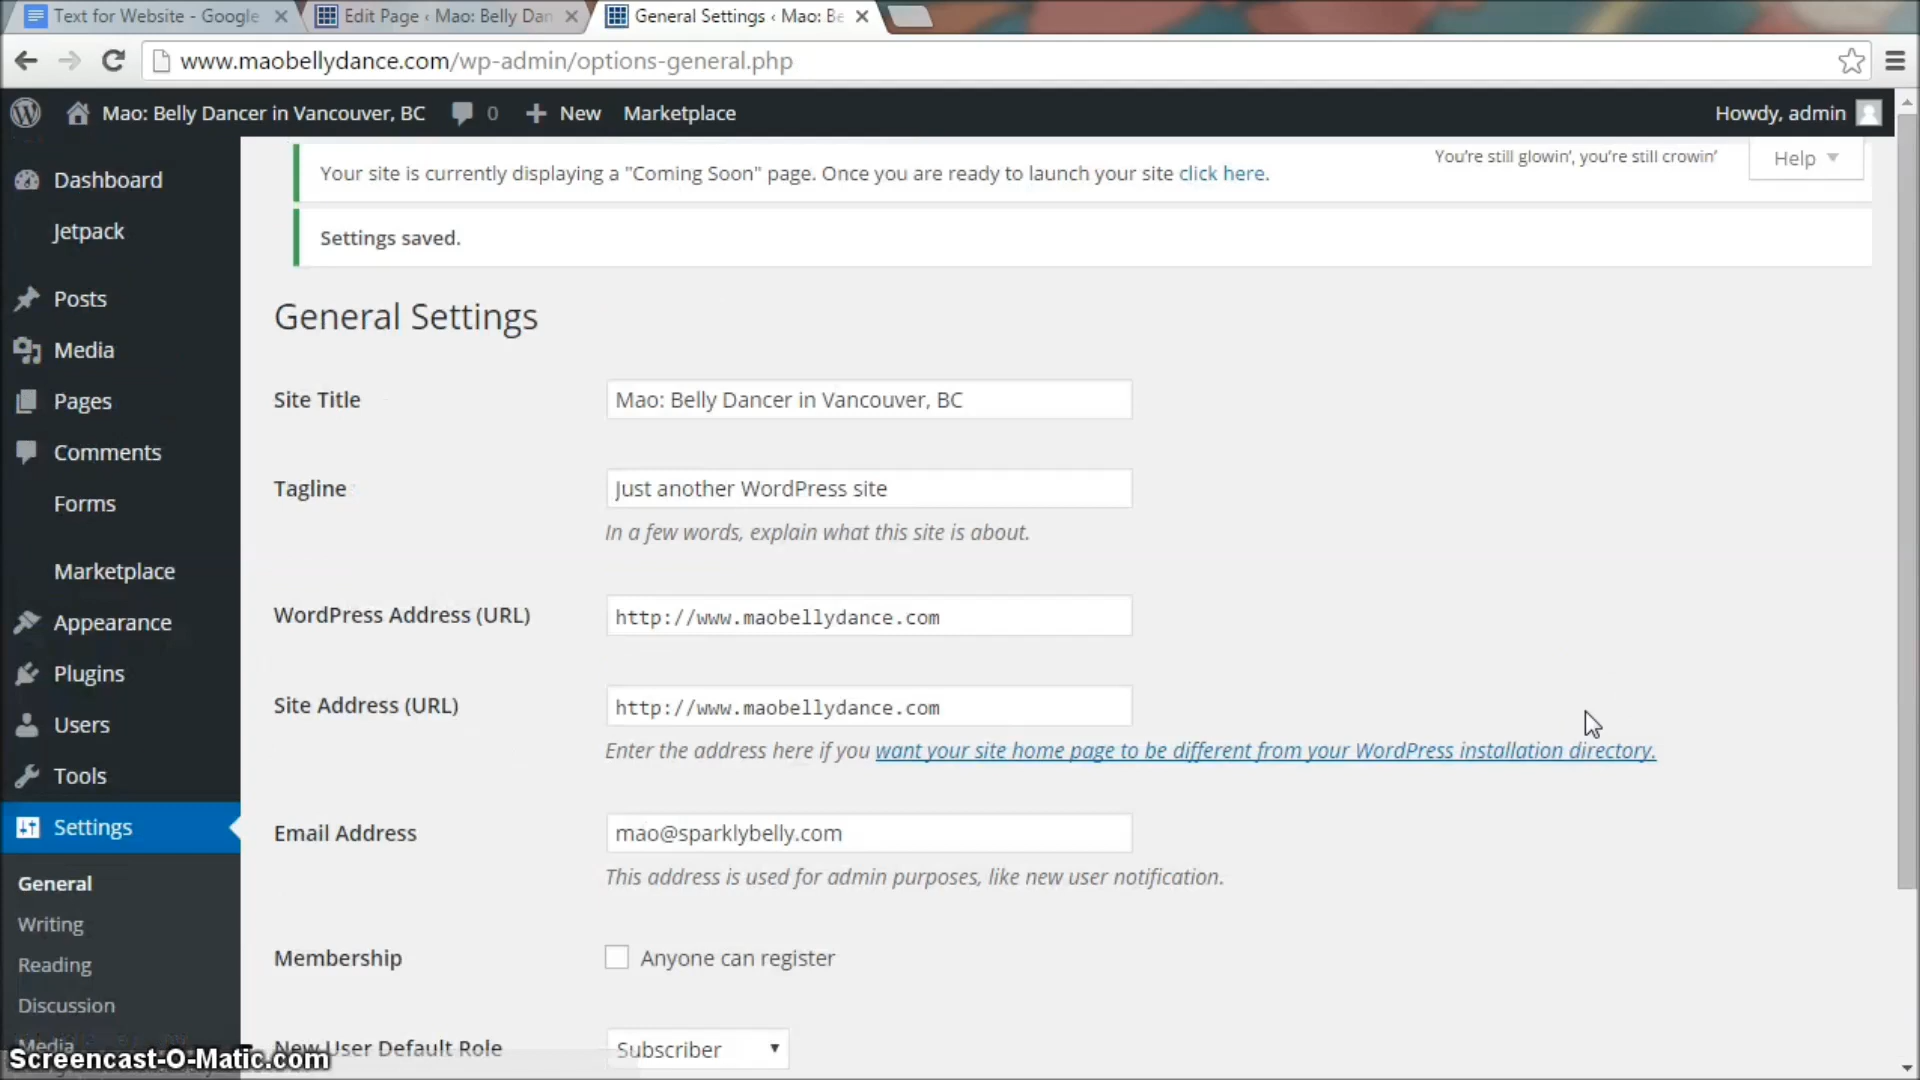 Text for Website - Google
Edit Page ‹ Mao: Belly Dan
General Settings ‹ Mao: Be
www.maobellydance.com/wp-admin/options-general.php
Mao: Belly Dancer in Vancouver, BC
0
New
Marketplace
Howdy, admin
Dashboard
Jetpack
Posts
Media
Pages
Comments
Forms
Marketplace
Appearance
Plugins
Users
Tools
Settings
General
Writing
Reading
Discussion
Media
Your site is currently displaying a "Coming Soon" page. Once you are ready to launch your site click here.
You're still glowin', you're still crowin'
Help
Settings saved.
General Settings
Site Title
Mao: Belly Dancer in Vancouver, BC
Tagline
Just another WordPress site
In a few words, explain what this site is about.
WordPress Address (URL)
http://www.maobellydance.com
Site Address (URL)
http://www.maobellydance.com
Enter the address here if you want your site home page to be different from your WordPress installation directory.
Email Address
mao@sparklybelly.com
This address is used for admin purposes, like new user notification.
Membership
Anyone can register
New User Default Role
Subscriber
Screencast-O-Matic.com